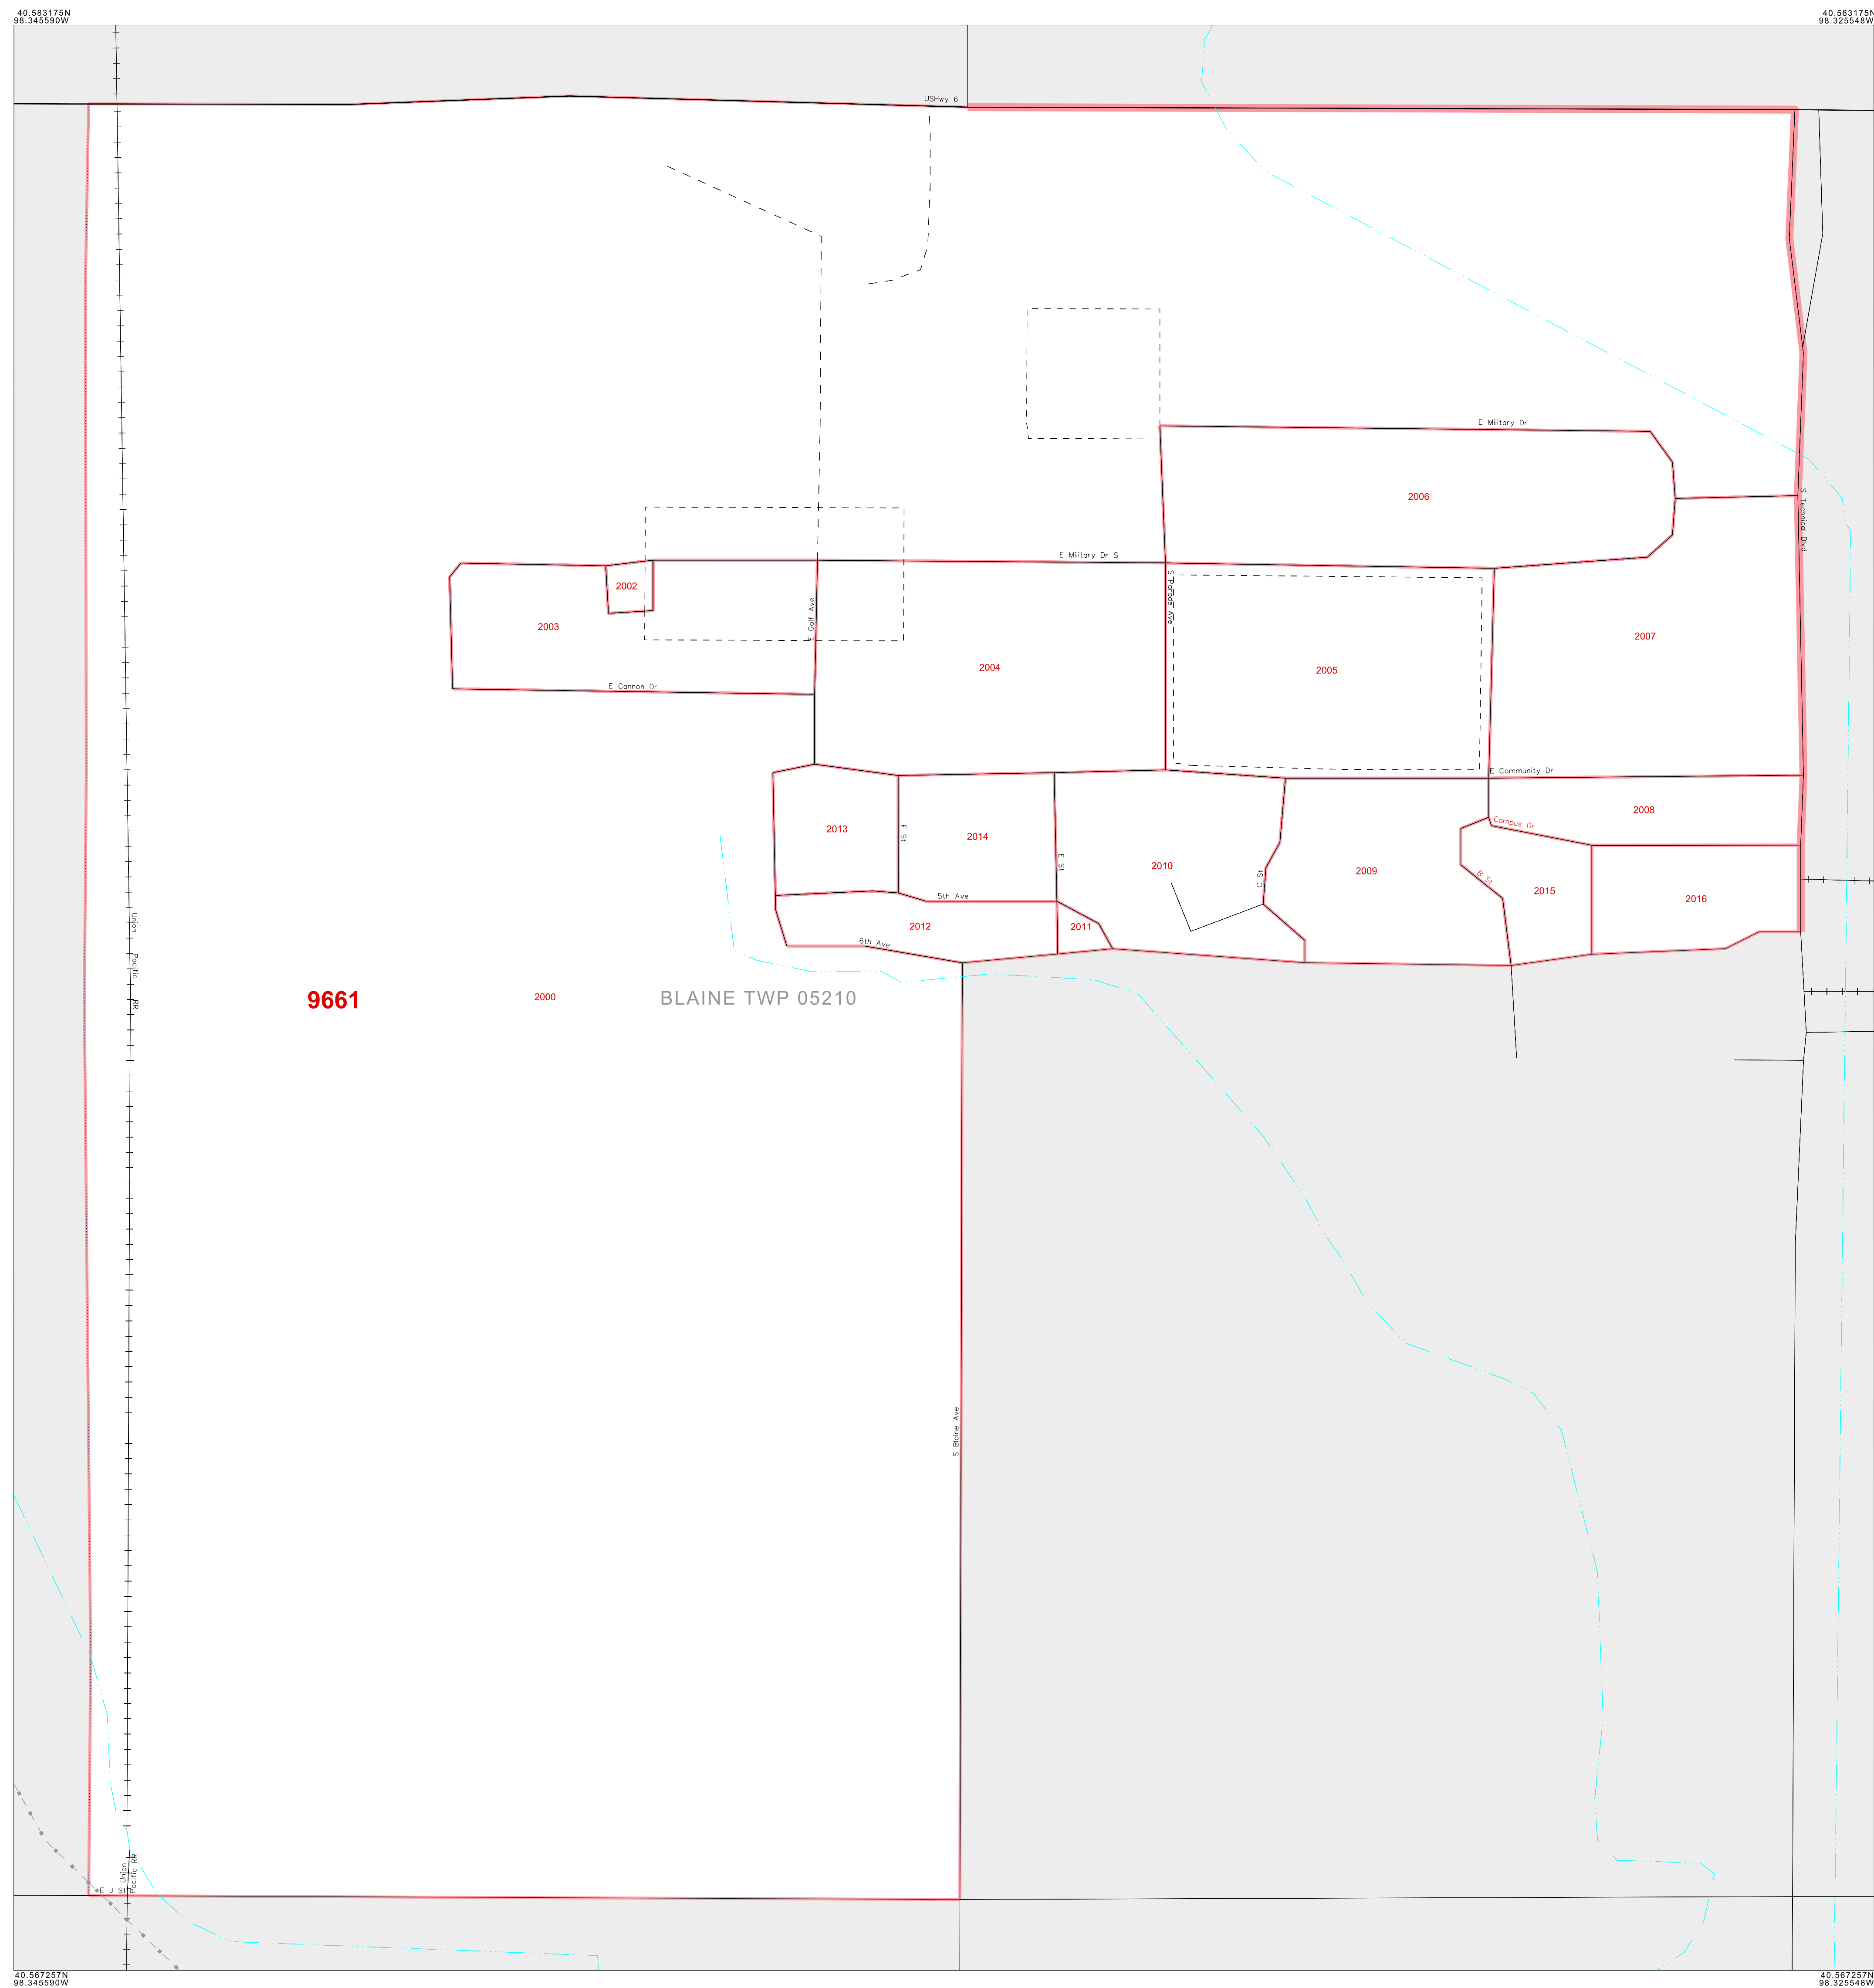 40.583175N
98.345590W
40.583175N
98.325548W
USHwy 6
E Military Dr
2006
S Technical Blvd
E Military Dr S
S Parade Ave
2002
E Golf Ave
2003
2007
2004
2005
E Cannon Dr
E Community Dr
2008
Campus Dr
2013
F St
2014
E St
2010
C St
2009
B St
2015
2016
5th Ave
2012
2011
6th Ave
Union Pacific RR
9661
2000
BLAINE TWP 05210
S Blaine Ave
Union
Pacific RR
E J St
40.567257N
98.345590W
40.567257N
98.325548W